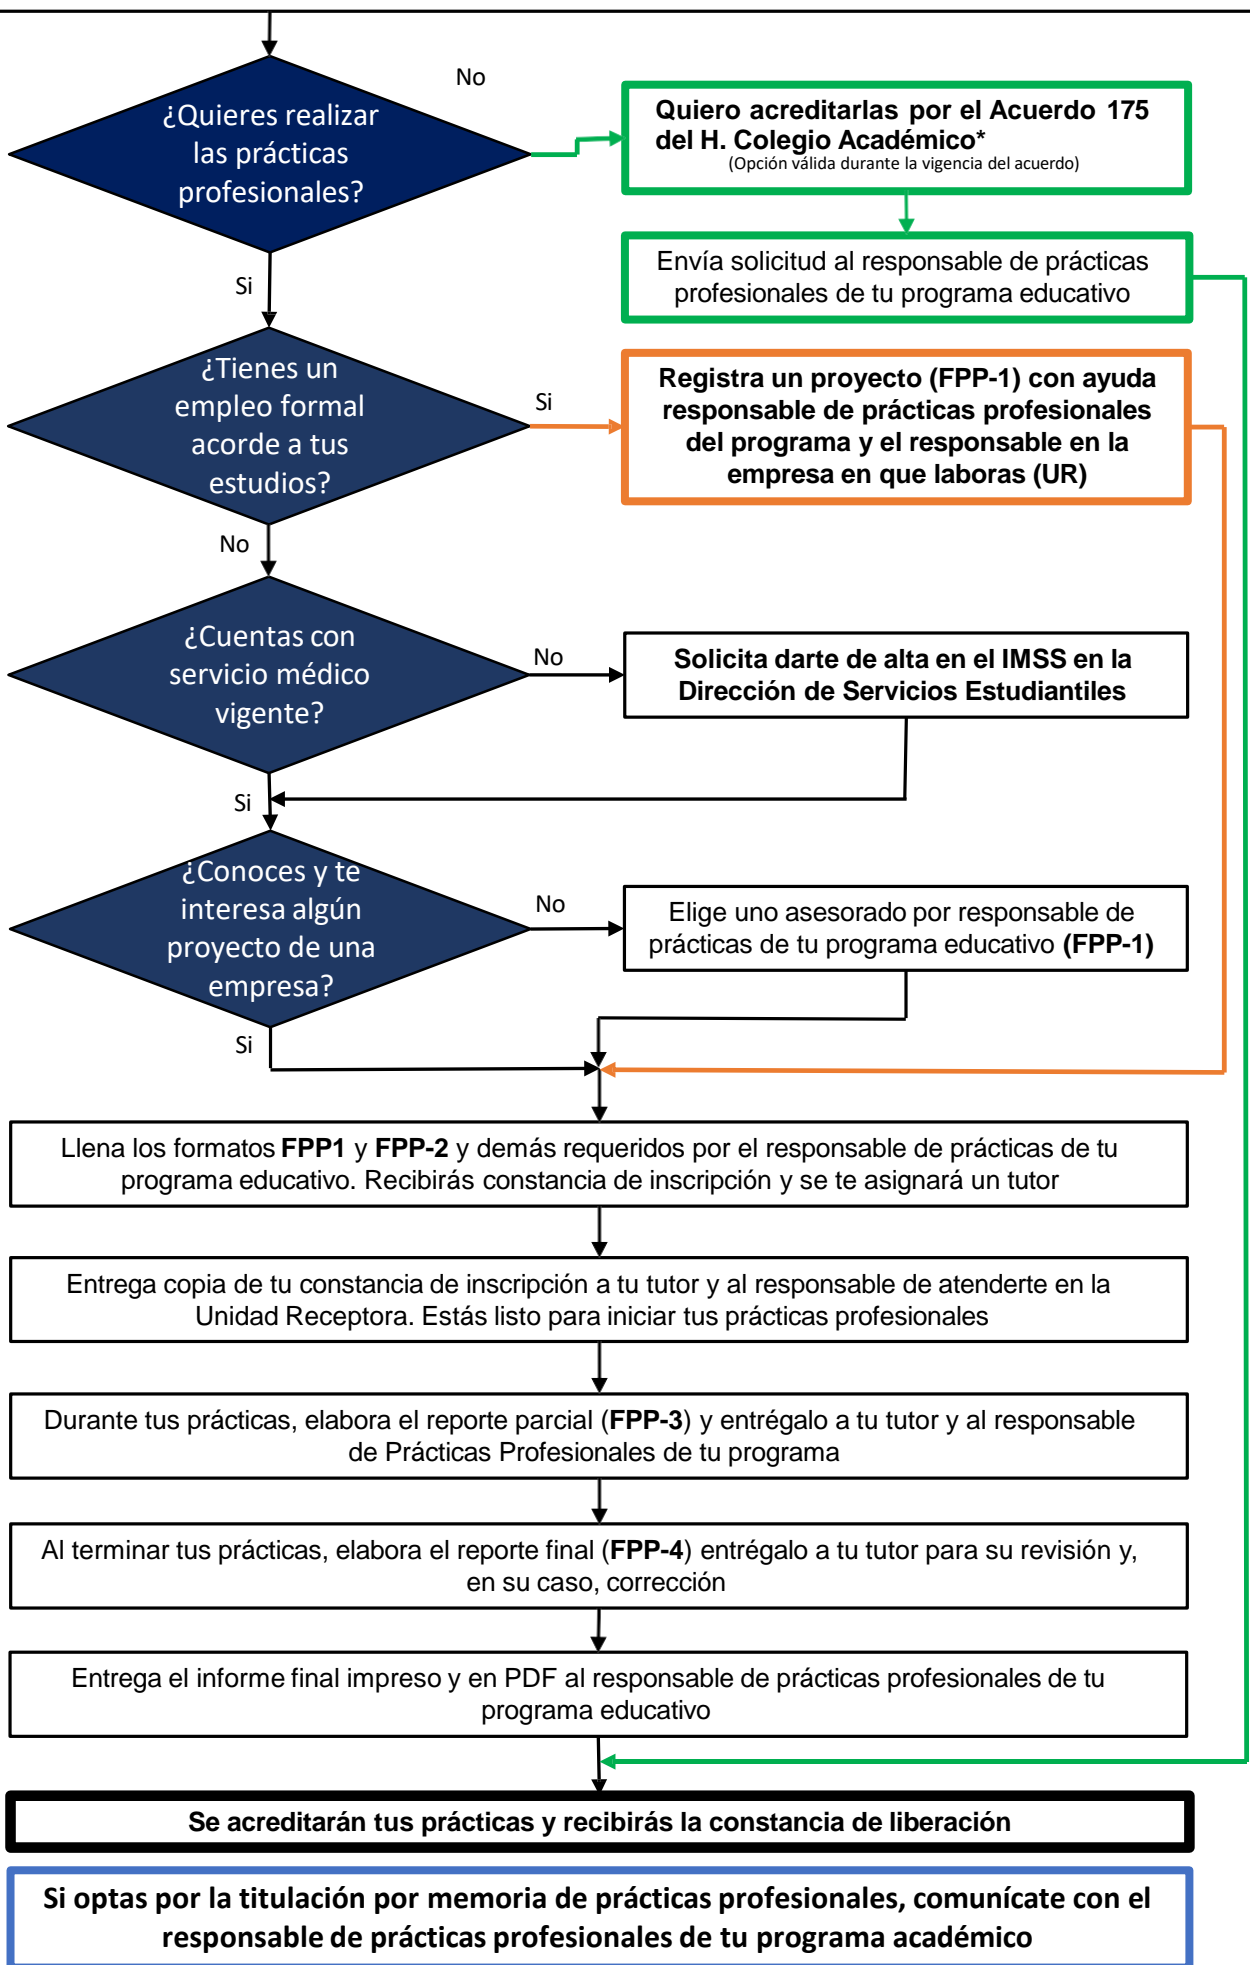 ¿Quieres realizar
las prácticas
profesionales?
No
Quiero acreditarlas por el Acuerdo 175
del H. Colegio Académico*
(Opción válida durante la vigencia del acuerdo)
Envía solicitud al responsable de prácticas
profesionales de tu programa educativo
Si
¿Tienes un
empleo formal
acorde a tus
estudios?
Si
Registra un proyecto (FPP-1) con ayuda
responsable de prácticas profesionales
del programa y el responsable en la
empresa en que laboras (UR)
No
¿Cuentas con
servicio médico
vigente?
No
Solicita darte de alta en el IMSS en la
Dirección de Servicios Estudiantiles
Si
¿Conoces y te
interesa algún
proyecto de una
empresa?
No
Elige uno asesorado por responsable de
prácticas de tu programa educativo (FPP-1)
Si
Llena los formatos FPP1 y FPP-2 y demás requeridos por el responsable de prácticas de tu
programa educativo. Recibirás constancia de inscripción y se te asignará un tutor
Entrega copia de tu constancia de inscripción a tu tutor y al responsable de atenderte en la
Unidad Receptora. Estás listo para iniciar tus prácticas profesionales
Durante tus prácticas, elabora el reporte parcial (FPP-3) y entrégalo a tu tutor y al responsable
de Prácticas Profesionales de tu programa
Al terminar tus prácticas, elabora el reporte final (FPP-4) entrégalo a tu tutor para su revisión y,
en su caso, corrección
Entrega el informe final impreso y en PDF al responsable de prácticas profesionales de tu
programa educativo
Se acreditarán tus prácticas y recibirás la constancia de liberación
Si optas por la titulación por memoria de prácticas profesionales, comunícate con el
responsable de prácticas profesionales de tu programa académico